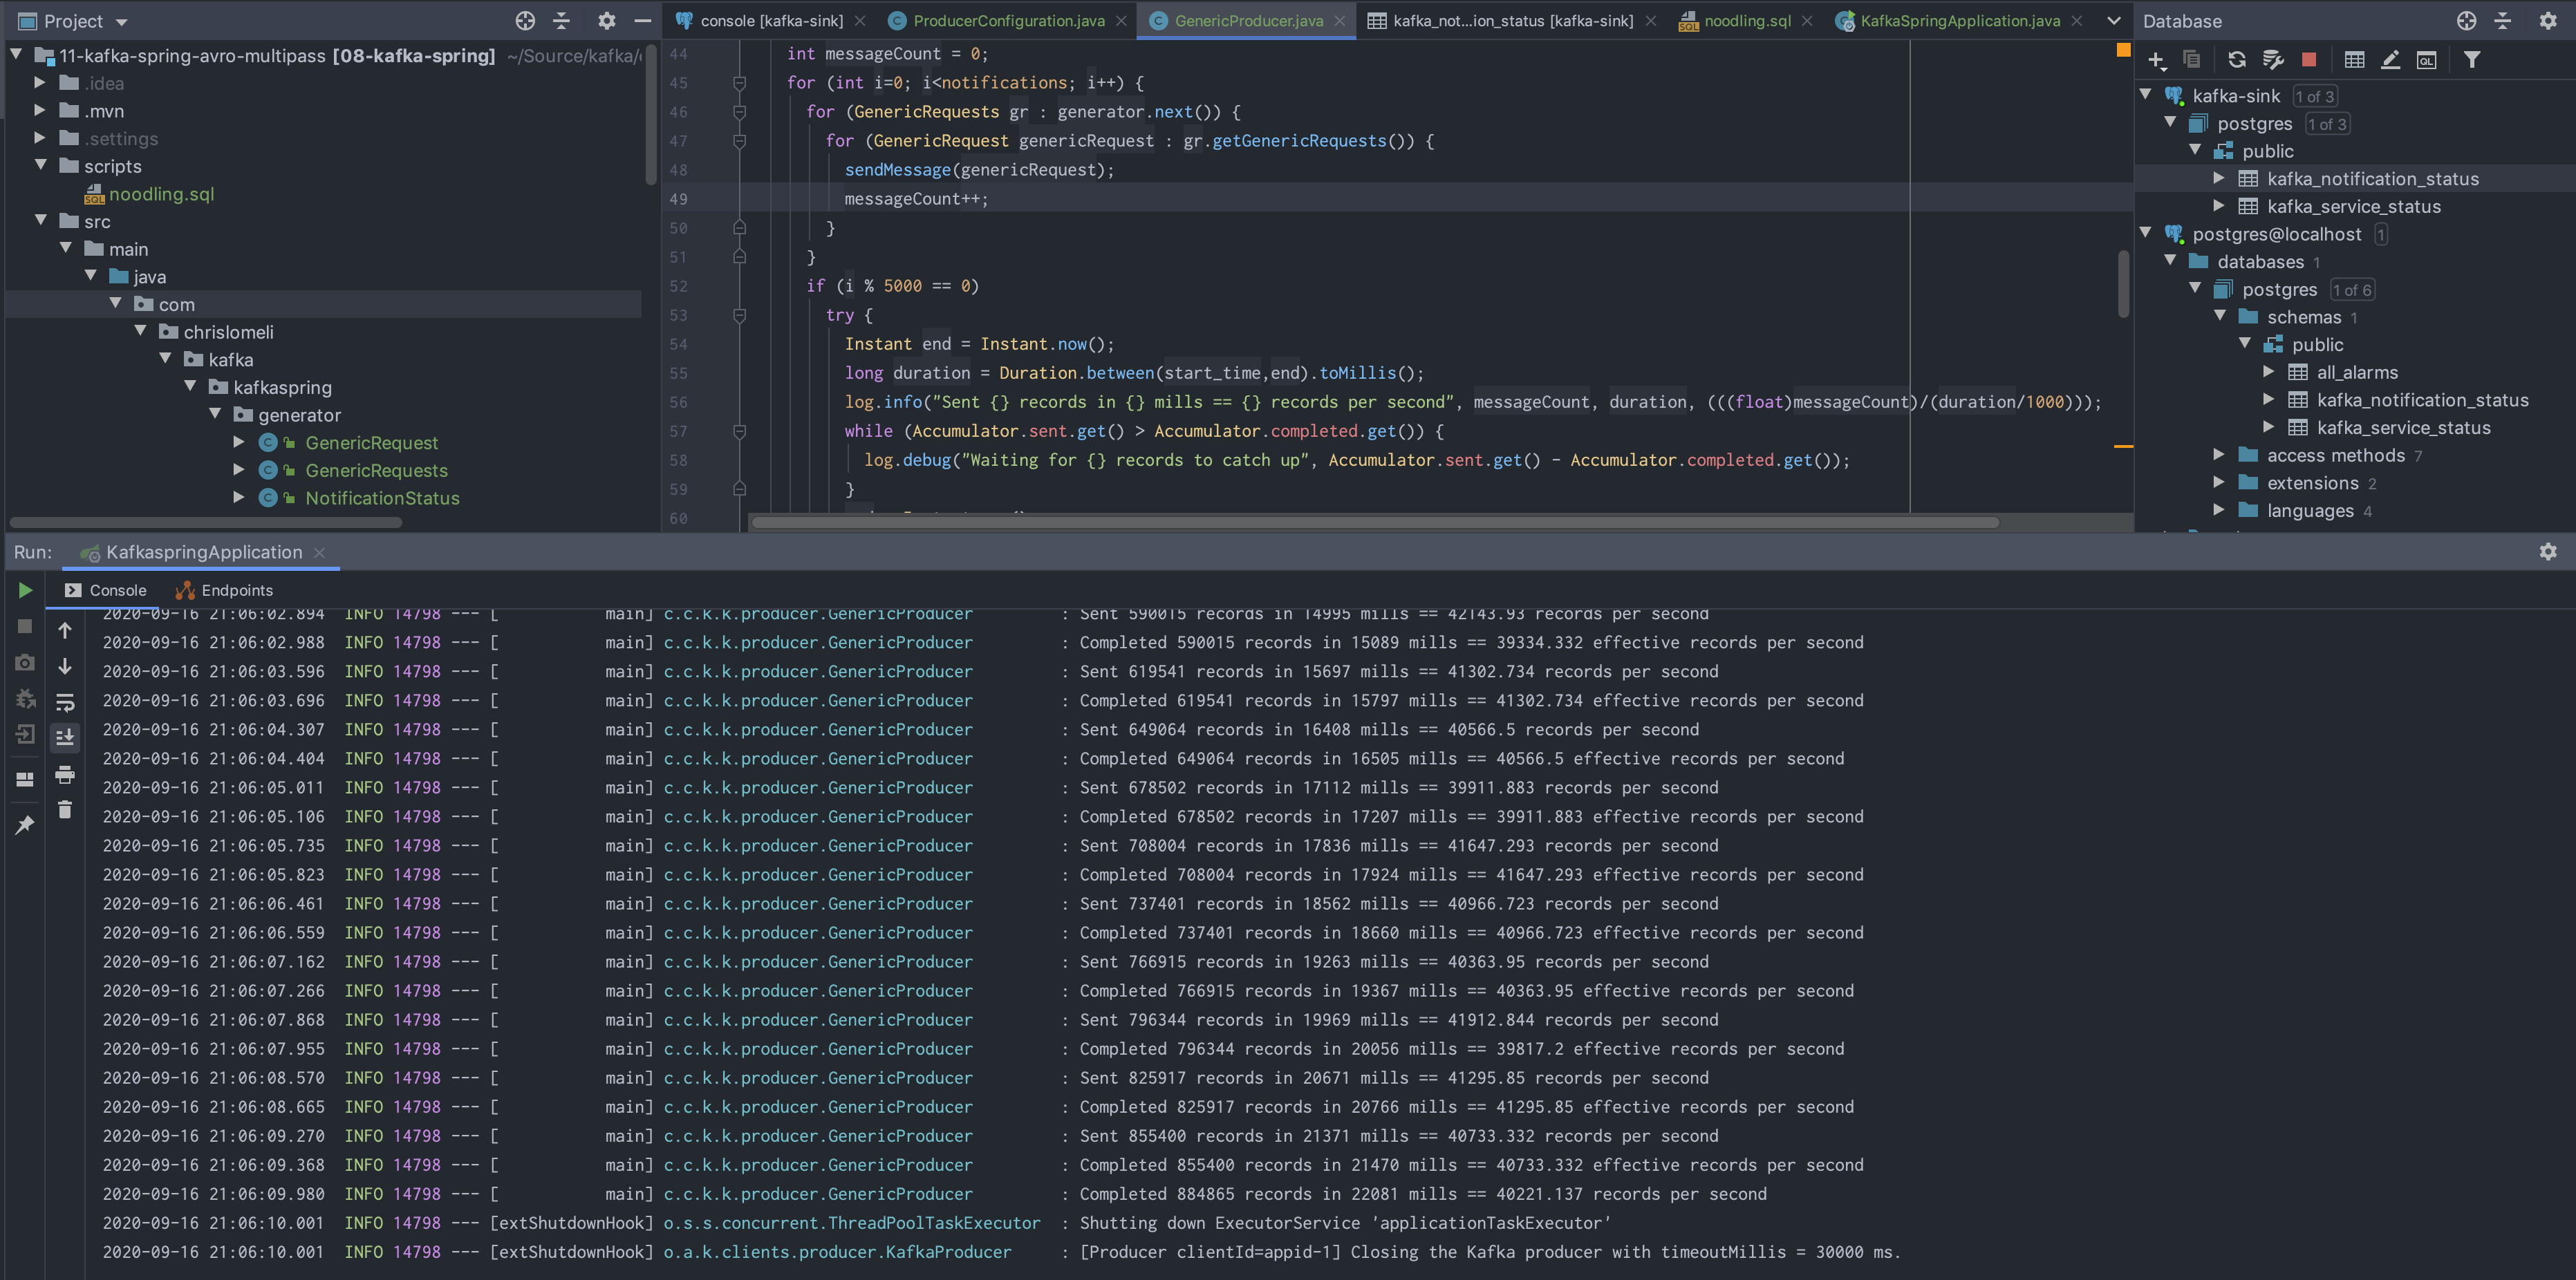 Project
11-kafka-spring-avro-multipass [08-kafka-spring] ~/Source/kafka/
.idea
.mvn
.settings
scripts
noodling.sql
src
main
java
com
chrislomeli
kafka
kafkaspring
generator
GenericRequest
GenericRequests
NotificationStatus
console [kafka-sink]
ProducerConfiguration.java
GenericProducer.java
kafka_not...ion_status [kafka-sink]
noodling.sql
KafkaSpringApplication.java
44 int messageCount = 0;
45 for (int i=0; i<notifications; i++) {
46 for (GenericRequests gr : generator.next()) {
47 for (GenericRequest genericRequest : gr.getGenericRequests()) {
48 sendMessage(genericRequest);
49 messageCount++;
50 }
51 }
52 if (i % 5000 == 0)
53 try {
54 Instant end = Instant.now();
55 long duration = Duration.between(start_time,end).toMillis();
56 log.info("Sent {} records in {} mills == {} records per second", messageCount, duration, (((float)messageCount)/(duration/1000)));
57 while (Accumulator.sent.get() > Accumulator.completed.get()) {
58 log.debug("Waiting for {} records to catch up", Accumulator.sent.get() - Accumulator.completed.get());
59 }
60
Database
QL
kafka-sink 1 of 3
postgres 1 of 3
public
kafka_notification_status
kafka_service_status
postgres@localhost 1
databases 1
postgres 1 of 6
schemas 1
public
all_alarms
kafka_notification_status
kafka_service_status
access methods 7
extensions 2
languages 4
Run: KafkaspringApplication
Console Endpoints
2020-09-16 21:06:02.894 INFO 14798 --- [ main] c.c.k.k.producer.GenericProducer : Sent 590015 records in 14995 mills == 42143.93 records per second
2020-09-16 21:06:02.988 INFO 14798 --- [ main] c.c.k.k.producer.GenericProducer : Completed 590015 records in 15089 mills == 39334.332 effective records per second
2020-09-16 21:06:03.596 INFO 14798 --- [ main] c.c.k.k.producer.GenericProducer : Sent 619541 records in 15697 mills == 41302.734 records per second
2020-09-16 21:06:03.696 INFO 14798 --- [ main] c.c.k.k.producer.GenericProducer : Completed 619541 records in 15797 mills == 41302.734 effective records per second
2020-09-16 21:06:04.307 INFO 14798 --- [ main] c.c.k.k.producer.GenericProducer : Sent 649064 records in 16408 mills == 40566.5 records per second
2020-09-16 21:06:04.404 INFO 14798 --- [ main] c.c.k.k.producer.GenericProducer : Completed 649064 records in 16505 mills == 40566.5 effective records per second
2020-09-16 21:06:05.011 INFO 14798 --- [ main] c.c.k.k.producer.GenericProducer : Sent 678502 records in 17112 mills == 39911.883 records per second
2020-09-16 21:06:05.106 INFO 14798 --- [ main] c.c.k.k.producer.GenericProducer : Completed 678502 records in 17207 mills == 39911.883 effective records per second
2020-09-16 21:06:05.735 INFO 14798 --- [ main] c.c.k.k.producer.GenericProducer : Sent 708004 records in 17836 mills == 41647.293 records per second
2020-09-16 21:06:05.823 INFO 14798 --- [ main] c.c.k.k.producer.GenericProducer : Completed 708004 records in 17924 mills == 41647.293 effective records per second
2020-09-16 21:06:06.461 INFO 14798 --- [ main] c.c.k.k.producer.GenericProducer : Sent 737401 records in 18562 mills == 40966.723 records per second
2020-09-16 21:06:06.559 INFO 14798 --- [ main] c.c.k.k.producer.GenericProducer : Completed 737401 records in 18660 mills == 40966.723 effective records per second
2020-09-16 21:06:07.162 INFO 14798 --- [ main] c.c.k.k.producer.GenericProducer : Sent 766915 records in 19263 mills == 40363.95 records per second
2020-09-16 21:06:07.266 INFO 14798 --- [ main] c.c.k.k.producer.GenericProducer : Completed 766915 records in 19367 mills == 40363.95 effective records per second
2020-09-16 21:06:07.868 INFO 14798 --- [ main] c.c.k.k.producer.GenericProducer : Sent 796344 records in 19969 mills == 41912.844 records per second
2020-09-16 21:06:07.955 INFO 14798 --- [ main] c.c.k.k.producer.GenericProducer : Completed 796344 records in 20056 mills == 39817.2 effective records per second
2020-09-16 21:06:08.570 INFO 14798 --- [ main] c.c.k.k.producer.GenericProducer : Sent 825917 records in 20671 mills == 41295.85 records per second
2020-09-16 21:06:08.665 INFO 14798 --- [ main] c.c.k.k.producer.GenericProducer : Completed 825917 records in 20766 mills == 41295.85 effective records per second
2020-09-16 21:06:09.270 INFO 14798 --- [ main] c.c.k.k.producer.GenericProducer : Sent 855400 records in 21371 mills == 40733.332 records per second
2020-09-16 21:06:09.368 INFO 14798 --- [ main] c.c.k.k.producer.GenericProducer : Completed 855400 records in 21470 mills == 40733.332 effective records per second
2020-09-16 21:06:09.980 INFO 14798 --- [ main] c.c.k.k.producer.GenericProducer : Completed 884865 records in 22081 mills == 40221.137 records per second
2020-09-16 21:06:10.001 INFO 14798 --- [extShutdownHook] o.s.s.concurrent.ThreadPoolTaskExecutor : Shutting down ExecutorService 'applicationTaskExecutor'
2020-09-16 21:06:10.001 INFO 14798 --- [extShutdownHook] o.a.k.clients.producer.KafkaProducer : [Producer clientId=appid-1] Closing the Kafka producer with timeoutMillis = 30000 ms.